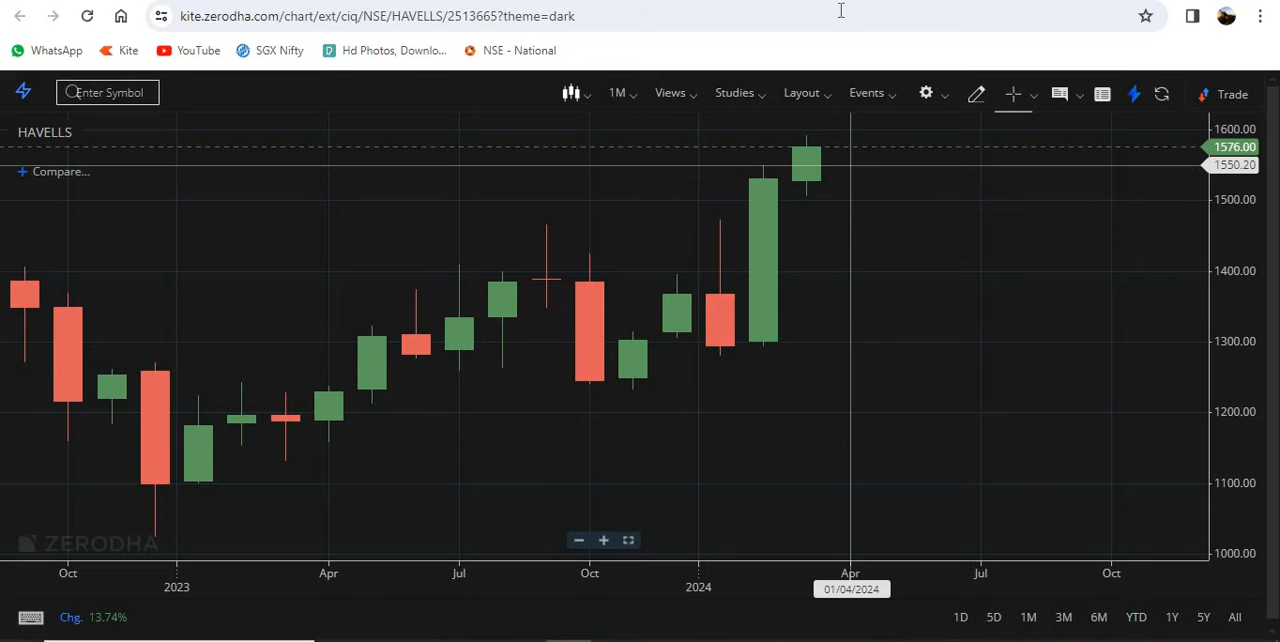 kite.zerodha.com/chart/ext/ciq/NSE/HAVELLS/2513665?theme=dark
WhatsApp Kite YouTube SGX Nifty Hd Photos, Downlo... NSE - National
Enter Symbol 1M Views Studies Layout Events Trade
HAVELLS
Compare...
1600.00
1576.00
1550.20
1500.00
1400.00
1300.00
1200.00
1100.00
1000.00
ZERODHA
Oct Apr Jul Oct Apr Jul Oct
2023 2024
01/04/2024
Chg. 13.74% 1D 5D 1M 3M 6M YTD 1Y 5Y All